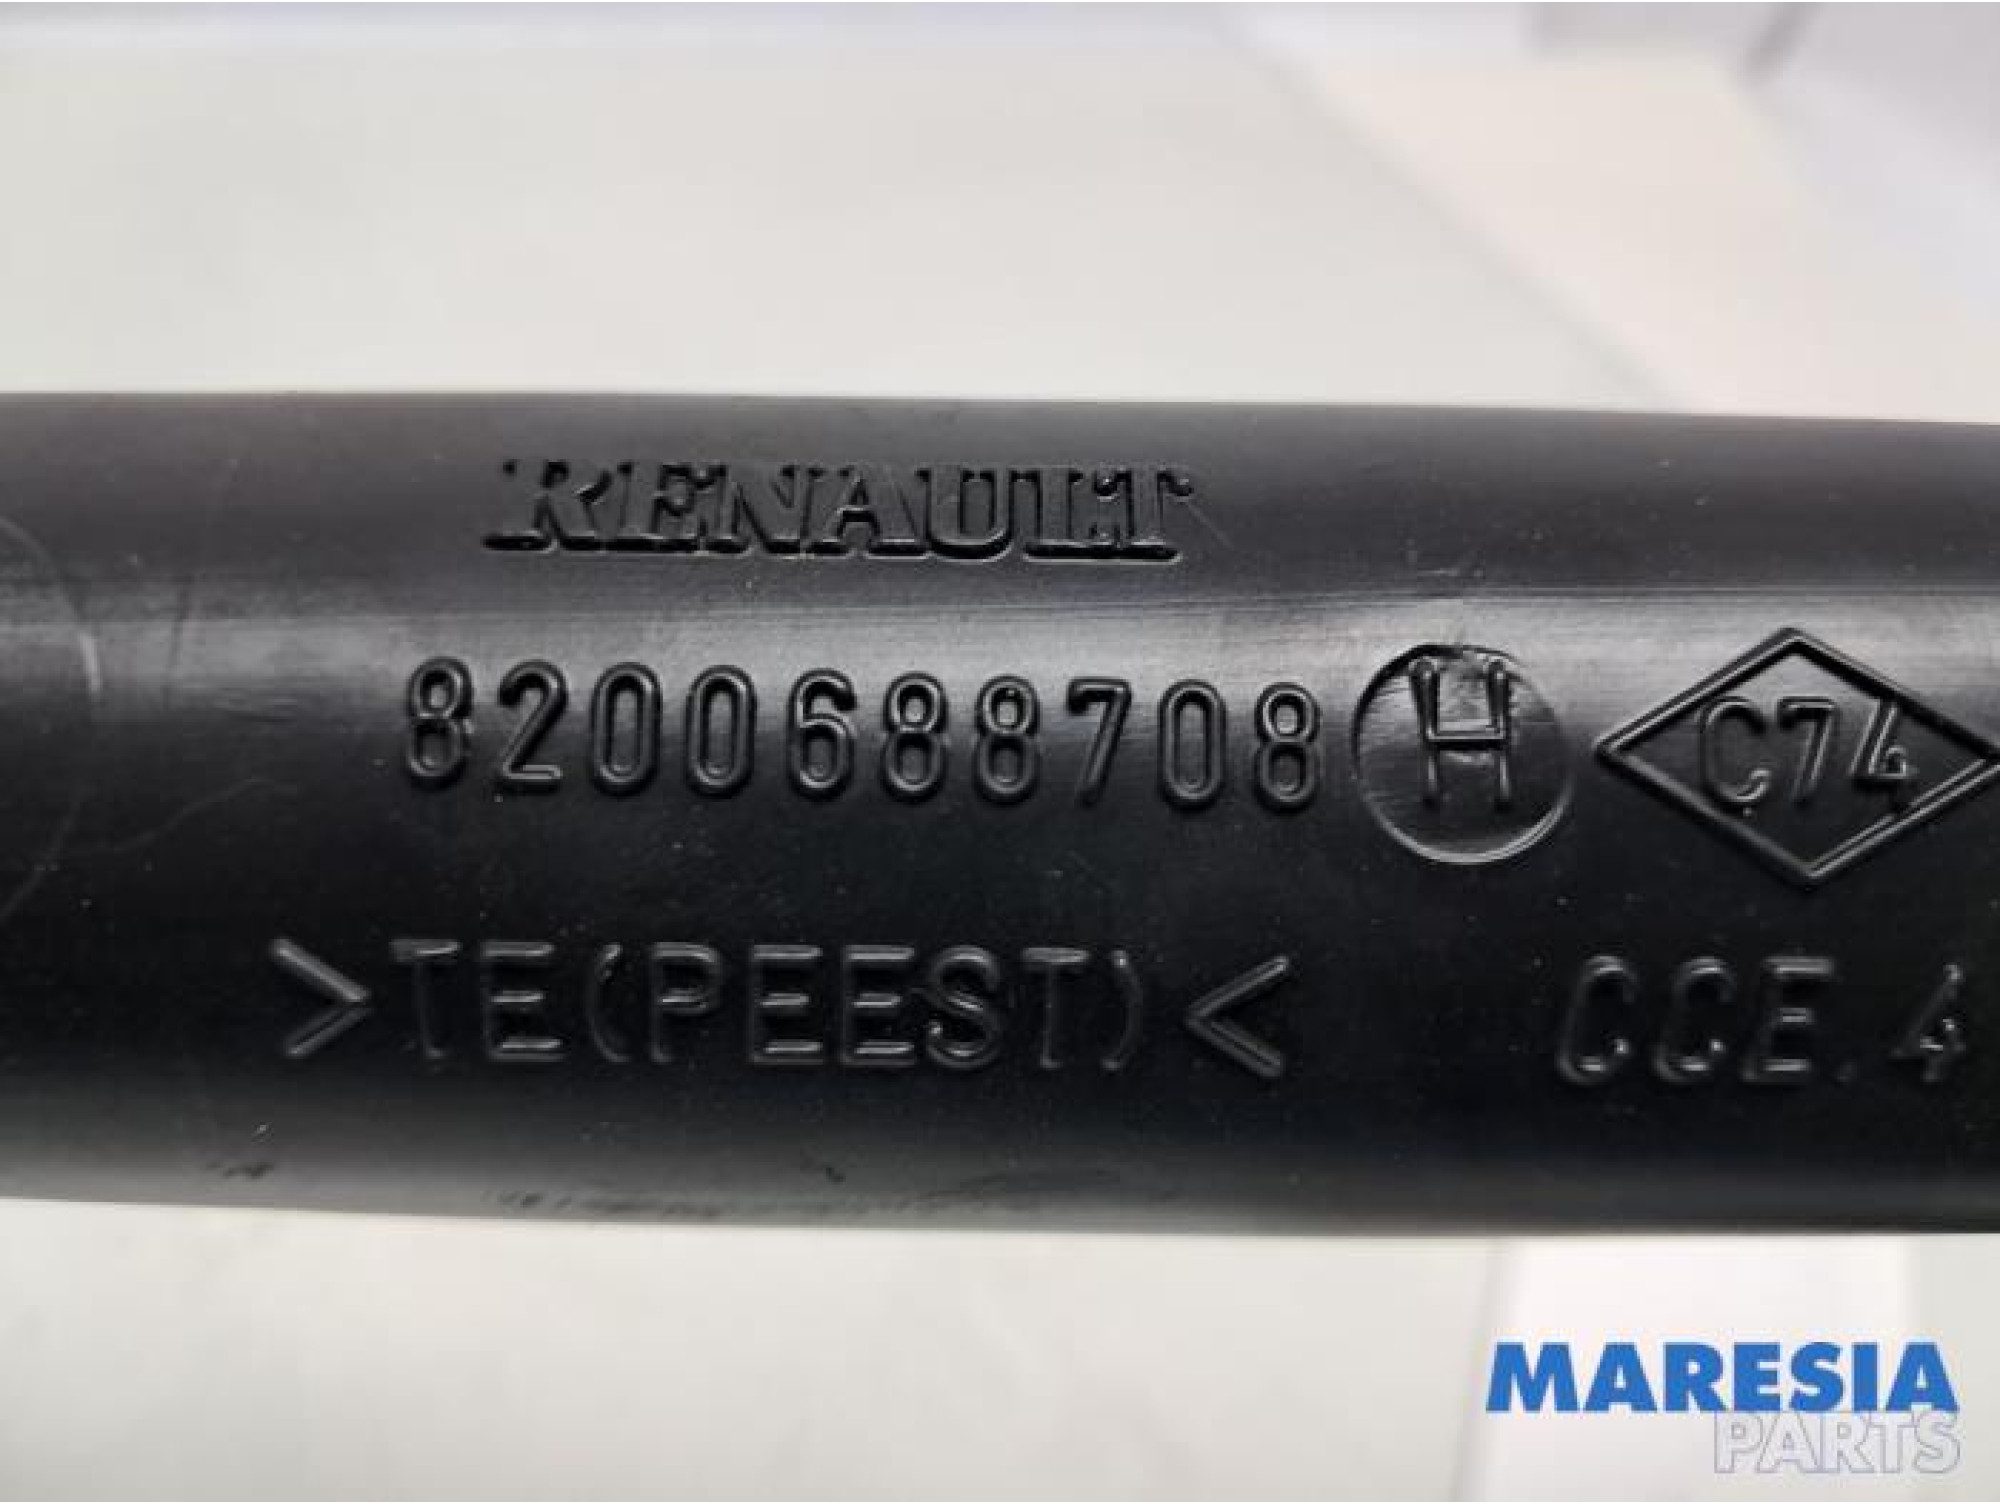 RENAULT
8200688708 H C74
>TE(PEEST)< CCE.4
MARESIA
PARTS